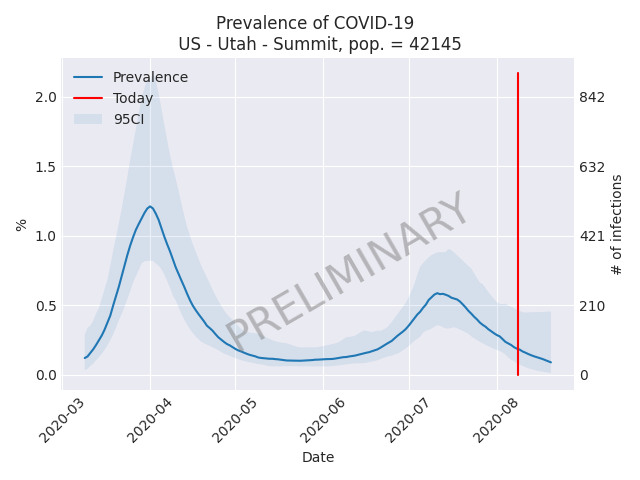 Prevalence of COVID-19
US - Utah - Summit, pop. = 42145
Prevalence
Today
95CI
PRELIMINARY
%
2.0
1.5
1.0
0.5
0.0
842
632
421
210
0
# of infections
2020-03
2020-04
2020-05
2020-06
2020-07
2020-08
Date